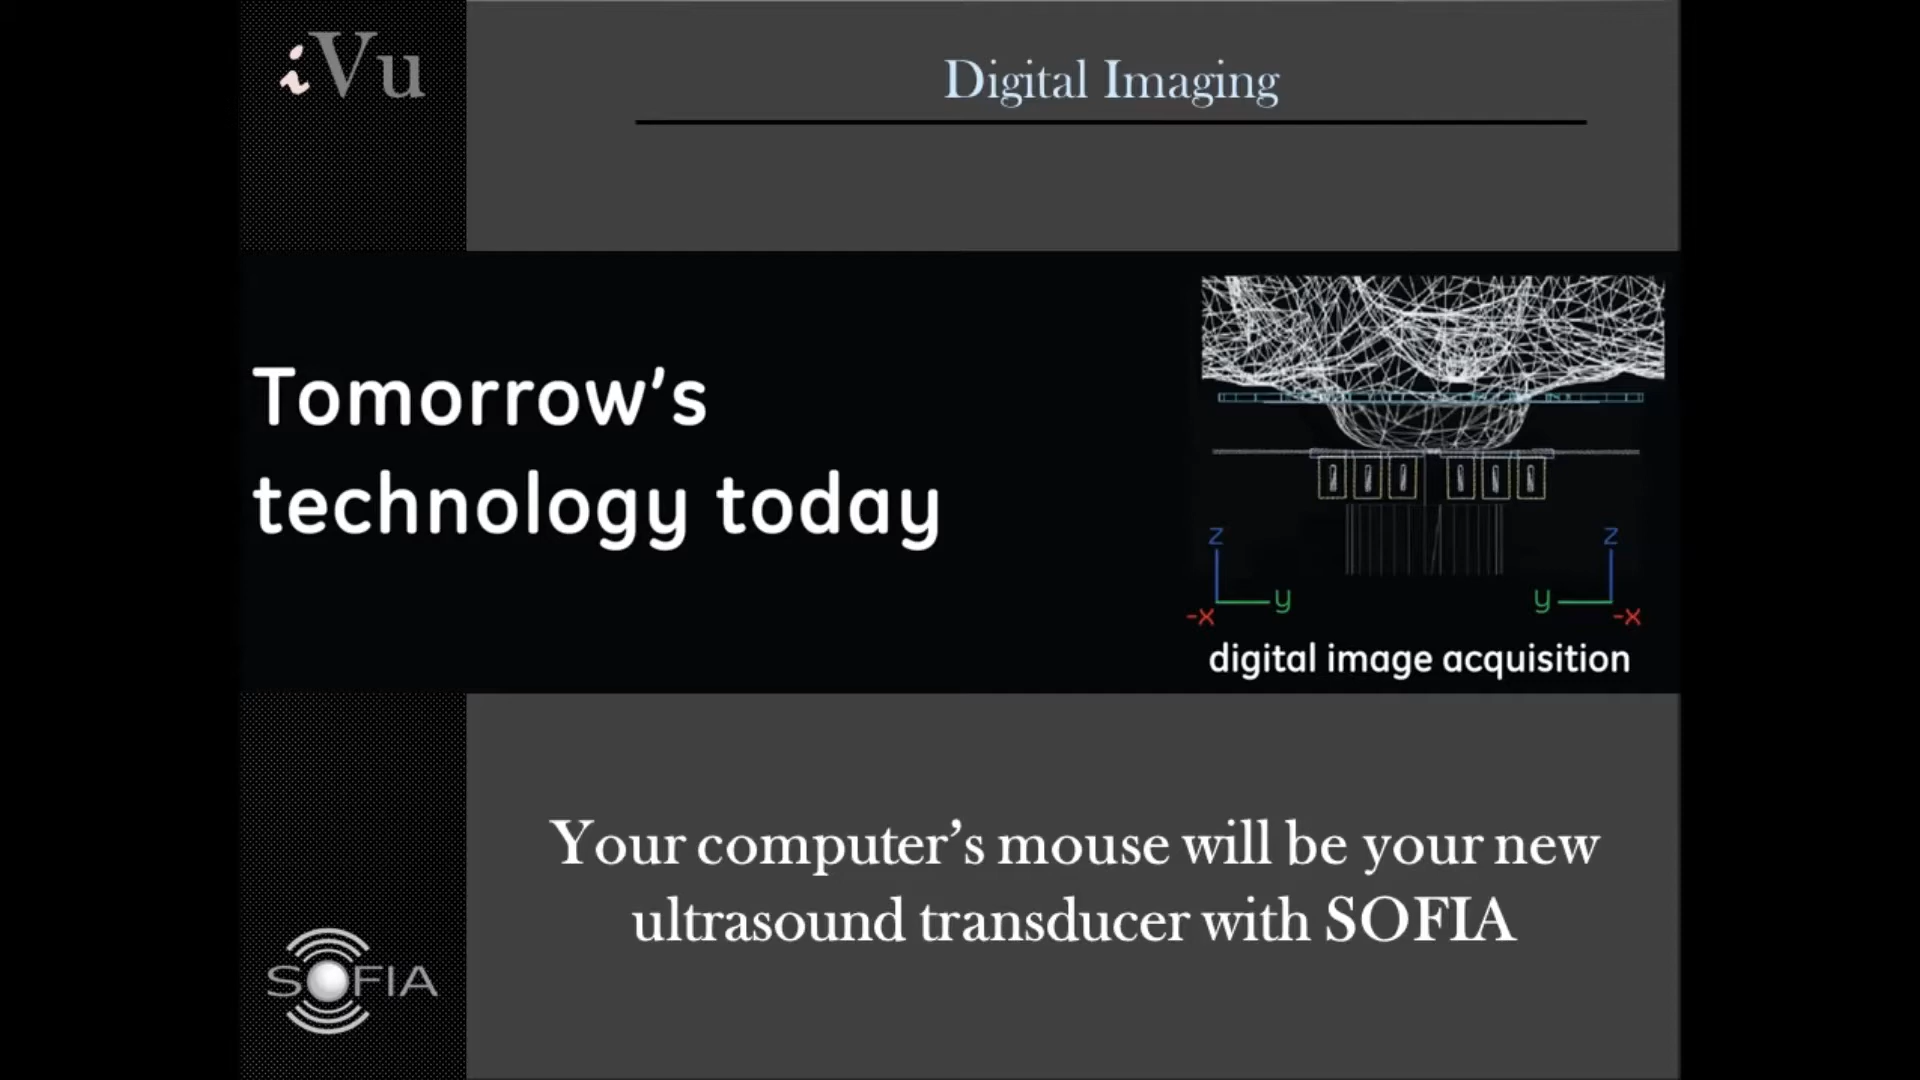 iVu
Digital Imaging
Tomorrow's
technology today
z
z
y
y
-x
-x
digital image acquisition
Your computer's mouse will be your new
ultrasound transducer with SOFIA
SOFIA